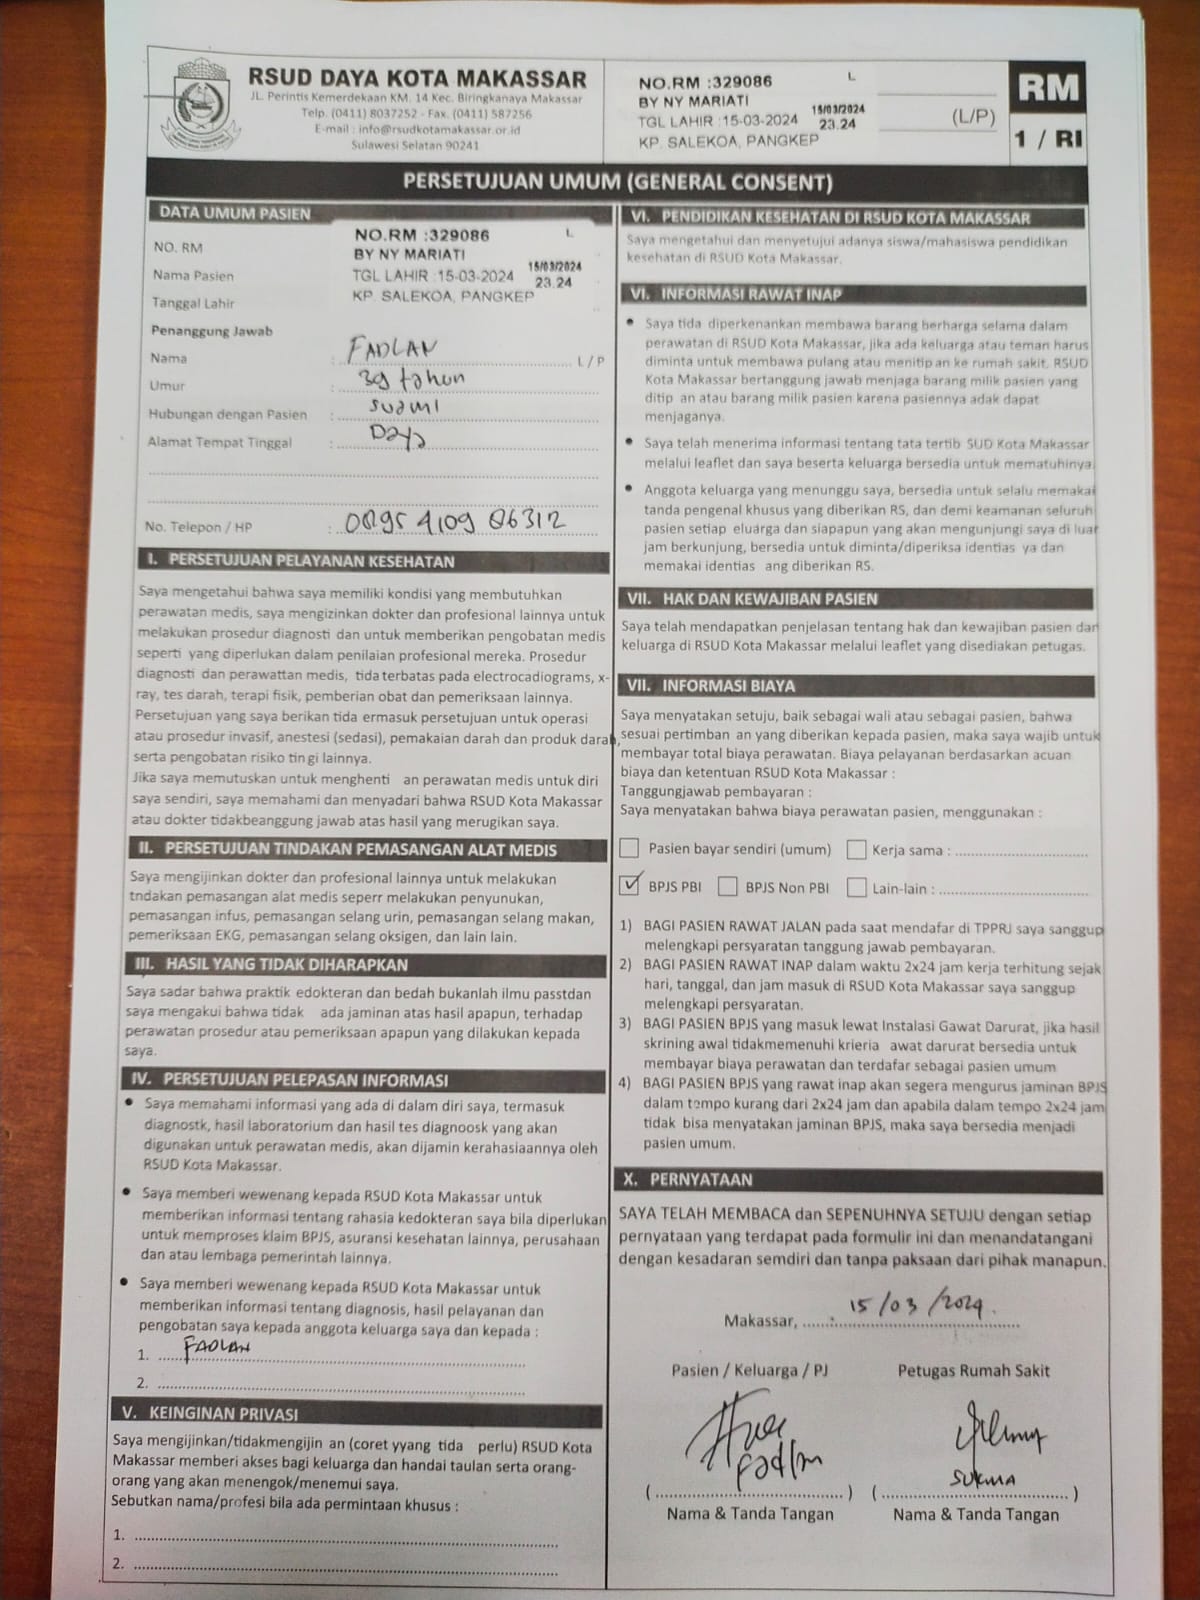 RSUD DAYA KOTA MAKASSAR
JL. Perintis Kemerdekaan KM. 14 Kec. Biringkanaya Makassar
Telp. (0411) 8037252 - Fax. (0411) 587256
E-mail : info@rsudkotamakassar.or.id
Sulawesi Selatan 90241
NO.RM :329086 L
BY NY MARIATI
TGL LAHIR :15-03-2024 15/03/2024 23.24
KP. SALEKOA, PANGKEP
(L/P)
RM
1 / RI
PERSETUJUAN UMUM (GENERAL CONSENT)
DATA UMUM PASIEN
NO. RM
Nama Pasien
Tanggal Lahir
NO.RM :329086 L
BY NY MARIATI
TGL LAHIR :15-03-2024 15/03/2024 23.24
KP. SALEKOA, PANGKEP
Penanggung Jawab
Nama : FADLAN L / P
Umur : 39 tahun
Hubungan dengan Pasien : suami
Alamat Tempat Tinggal : Daya
No. Telepon / HP : 0895 4109 86312
I. PERSETUJUAN PELAYANAN KESEHATAN
Saya mengetahui bahwa saya memiliki kondisi yang membutuhkan
perawatan medis, saya mengizinkan dokter dan profesional lainnya untuk
melakukan prosedur diagnosti dan untuk memberikan pengobatan medis
seperti yang diperlukan dalam penilaian profesional mereka. Prosedur
diagnosti dan perawattan medis, tida terbatas pada electrocadiograms, x-
ray, tes darah, terapi fisik, pemberian obat dan pemeriksaan lainnya.
Persetujuan yang saya berikan tida ermasuk persetujuan untuk operasi
atau prosedur invasif, anestesi (sedasi), pemakaian darah dan produk darah,
serta pengobatan risiko tin gi lainnya.
Jika saya memutuskan untuk menghenti an perawatan medis untuk diri
saya sendiri, saya memahami dan menyadari bahwa RSUD Kota Makassar
atau dokter tidakbeanggung jawab atas hasil yang merugikan saya.
II. PERSETUJUAN TINDAKAN PEMASANGAN ALAT MEDIS
Saya mengijinkan dokter dan profesional lainnya untuk melakukan
tndakan pemasangan alat medis seperr melakukan penyunukan,
pemasangan infus, pemasangan selang urin, pemasangan selang makan,
pemeriksaan EKG, pemasangan selang oksigen, dan lain lain.
III. HASIL YANG TIDAK DIHARAPKAN
Saya sadar bahwa praktik edokteran dan bedah bukanlah ilmu passtdan
saya mengakui bahwa tidak ada jaminan atas hasil apapun, terhadap
perawatan prosedur atau pemeriksaan apapun yang dilakukan kepada
saya.
IV. PERSETUJUAN PELEPASAN INFORMASI
• Saya memahami informasi yang ada di dalam diri saya, termasuk
diagnostk, hasil laboratorium dan hasil tes diagnoosk yang akan
digunakan untuk perawatan medis, akan dijamin kerahasiaannya oleh
RSUD Kota Makassar.
• Saya memberi wewenang kepada RSUD Kota Makassar untuk
memberikan informasi tentang rahasia kedokteran saya bila diperlukan
untuk memproses klaim BPJS, asuransi kesehatan lainnya, perusahaan
dan atau lembaga pemerintah lainnya.
• Saya memberi wewenang kepada RSUD Kota Makassar untuk
memberikan informasi tentang diagnosis, hasil pelayanan dan
pengobatan saya kepada anggota keluarga saya dan kepada :
1. FADLAN
2.
V. KEINGINAN PRIVASI
Saya mengijinkan/tidakmengijin an (coret yyang tida perlu) RSUD Kota
Makassar memberi akses bagi keluarga dan handai taulan serta orang-
orang yang akan menengok/menemui saya.
Sebutkan nama/profesi bila ada permintaan khusus :
1.
2.
VI. PENDIDIKAN KESEHATAN DI RSUD KOTA MAKASSAR
Saya mengetahui dan menyetujui adanya siswa/mahasiswa pendidikan
kesehatan di RSUD Kota Makassar.
VI. INFORMASI RAWAT INAP
• Saya tida diperkenankan membawa barang berharga selama dalam
perawatan di RSUD Kota Makassar, jika ada keluarga atau teman harus
diminta untuk membawa pulang atau menitip an ke rumah sakit. RSUD
Kota Makassar bertanggung jawab menjaga barang milik pasien yang
ditip an atau barang milik pasien karena pasiennya adak dapat
menjaganya.
• Saya telah menerima informasi tentang tata tertib SUD Kota Makassar
melalui leaflet dan saya beserta keluarga bersedia untuk mematuhinya
• Anggota keluarga yang menunggu saya, bersedia untuk selalu memakai
tanda pengenal khusus yang diberikan RS, dan demi keamanan seluruh
pasien setiap eluarga dan siapapun yang akan mengunjungi saya di luar
jam berkunjung, bersedia untuk diminta/diperiksa identias ya dan
memakai identias ang diberikan RS.
VII. HAK DAN KEWAJIBAN PASIEN
Saya telah mendapatkan penjelasan tentang hak dan kewajiban pasien dan
keluarga di RSUD Kota Makassar melalui leaflet yang disediakan petugas.
VII. INFORMASI BIAYA
Saya menyatakan setuju, baik sebagai wali atau sebagai pasien, bahwa
sesuai pertimban an yang diberikan kepada pasien, maka saya wajib untuk
membayar total biaya perawatan. Biaya pelayanan berdasarkan acuan
biaya dan ketentuan RSUD Kota Makassar :
Tanggungjawab pembayaran :
Saya menyatakan bahwa biaya perawatan pasien, menggunakan :
☐ Pasien bayar sendiri (umum) ☐ Kerja sama :
☑ BPJS PBI ☐ BPJS Non PBI ☐ Lain-lain :
1) BAGI PASIEN RAWAT JALAN pada saat mendafar di TPPRJ saya sanggup
melengkapi persyaratan tanggung jawab pembayaran.
2) BAGI PASIEN RAWAT INAP dalam waktu 2x24 jam kerja terhitung sejak
hari, tanggal, dan jam masuk di RSUD Kota Makassar saya sanggup
melengkapi persyaratan.
3) BAGI PASIEN BPJS yang masuk lewat Instalasi Gawat Darurat, jika hasil
skrining awal tidakmemenuhi krieria awat darurat bersedia untuk
membayar biaya perawatan dan terdafar sebagai pasien umum
4) BAGI PASIEN BPJS yang rawat inap akan segera mengurus jaminan BPJS
dalam tempo kurang dari 2x24 jam dan apabila dalam tempo 2x24 jam
tidak bisa menyatakan jaminan BPJS, maka saya bersedia menjadi
pasien umum.
X. PERNYATAAN
SAYA TELAH MEMBACA dan SEPENUHNYA SETUJU dengan setiap
pernyataan yang terdapat pada formulir ini dan menandatangani
dengan kesadaran semdiri dan tanpa paksaan dari pihak manapun.
Makassar, 15/03/2024.
Pasien / Keluarga / PJ Petugas Rumah Sakit
Fadlan SUKMA
(....) (....)
Nama & Tanda Tangan Nama & Tanda Tangan